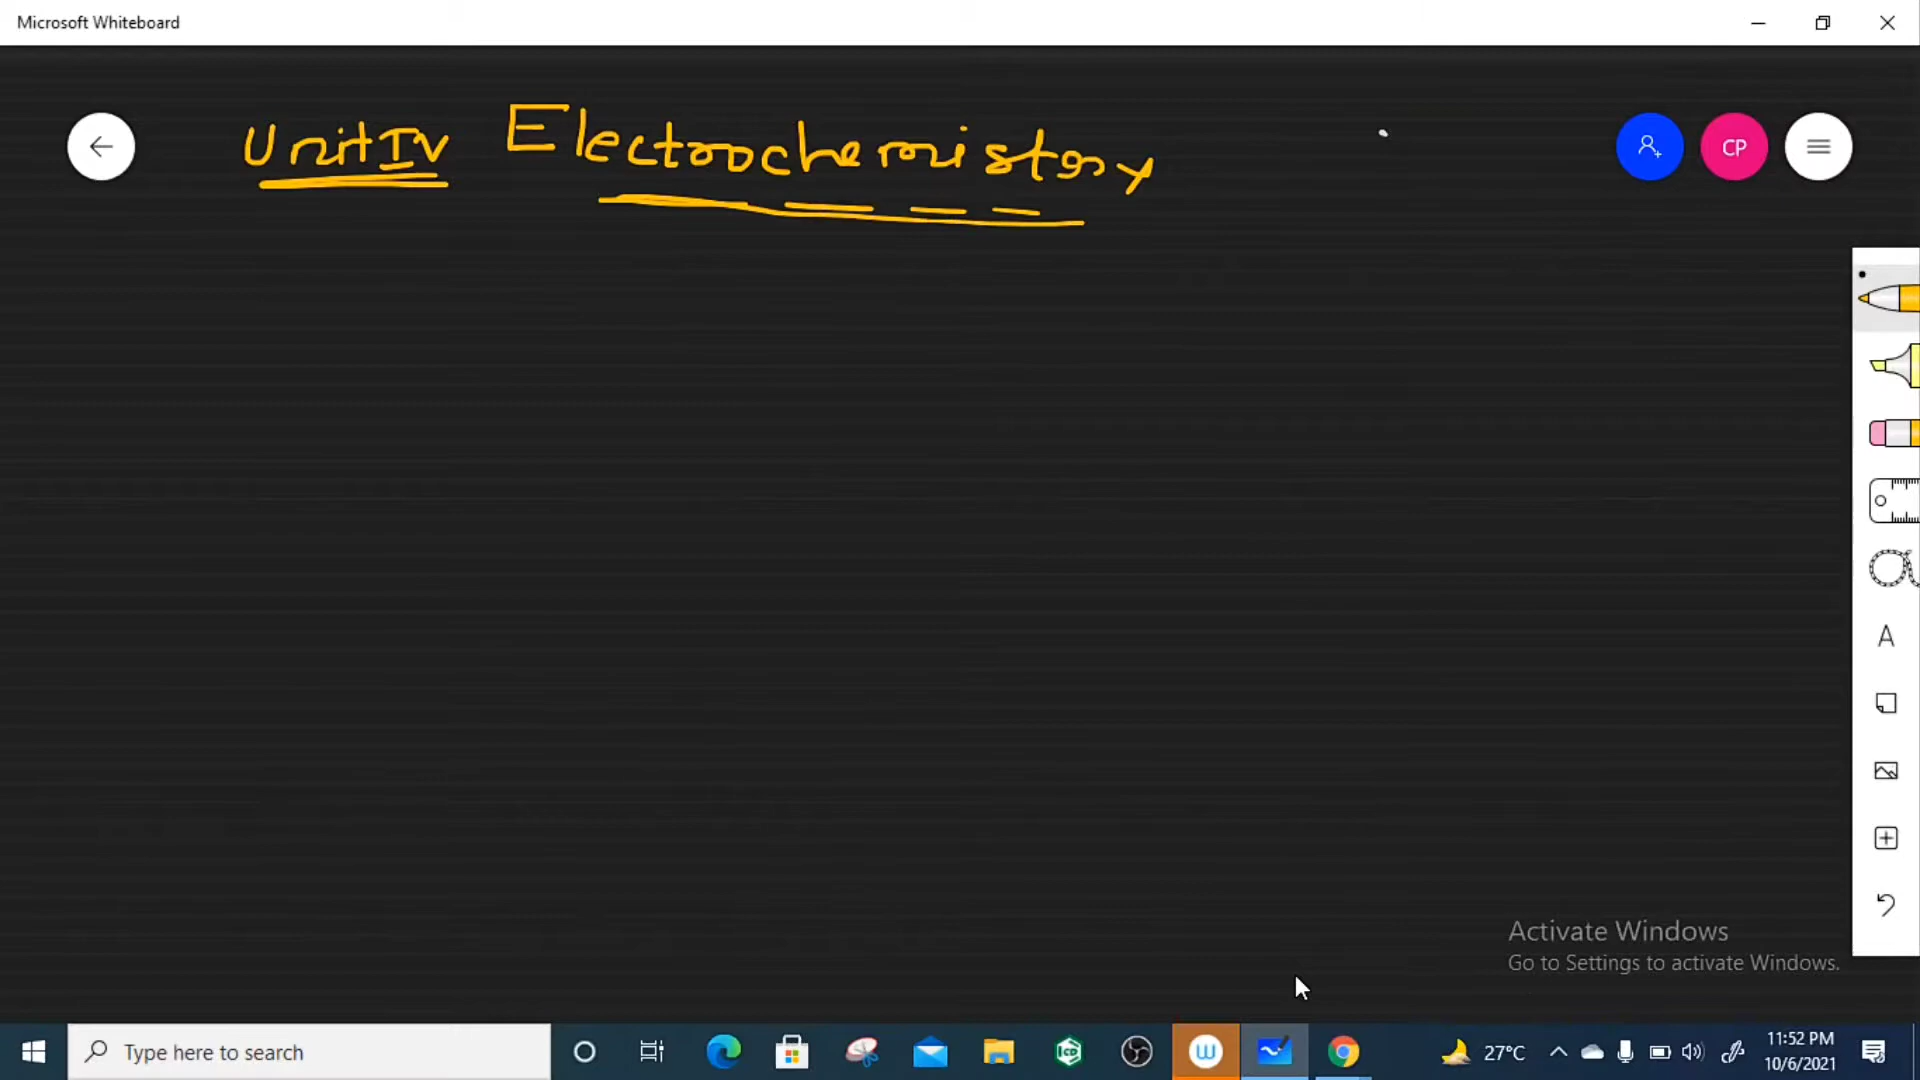 Microsoft Whiteboard
Unit IV Electrochemistry
CP
A
Activate Windows
Go to Settings to activate Windows.
Type here to search
27°C
11:52 PM
10/6/2021